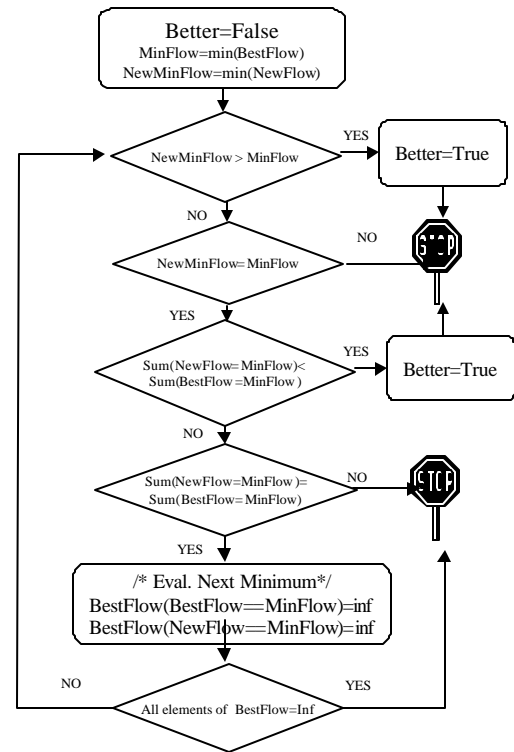 Better=False
MinFlow=min(BestFlow)
NewMinFlow=min(NewFlow)
YES
NewMinFlow > MinFlow
Better=True
NO
NO
STOP
NewMinFlow=MinFlow
YES
Sum(NewFlow=MinFlow)<
Sum(BestFlow=MinFlow)
YES
Better=True
NO
Sum(NewFlow=MinFlow)=
Sum(BestFlow=MinFlow)
NO
STOP
YES
/* Eval. Next Minimum*/
BestFlow(BestFlow==MinFlow)=inf
BestFlow(NewFlow==MinFlow)=inf
NO
YES
All elements of BestFlow=Inf